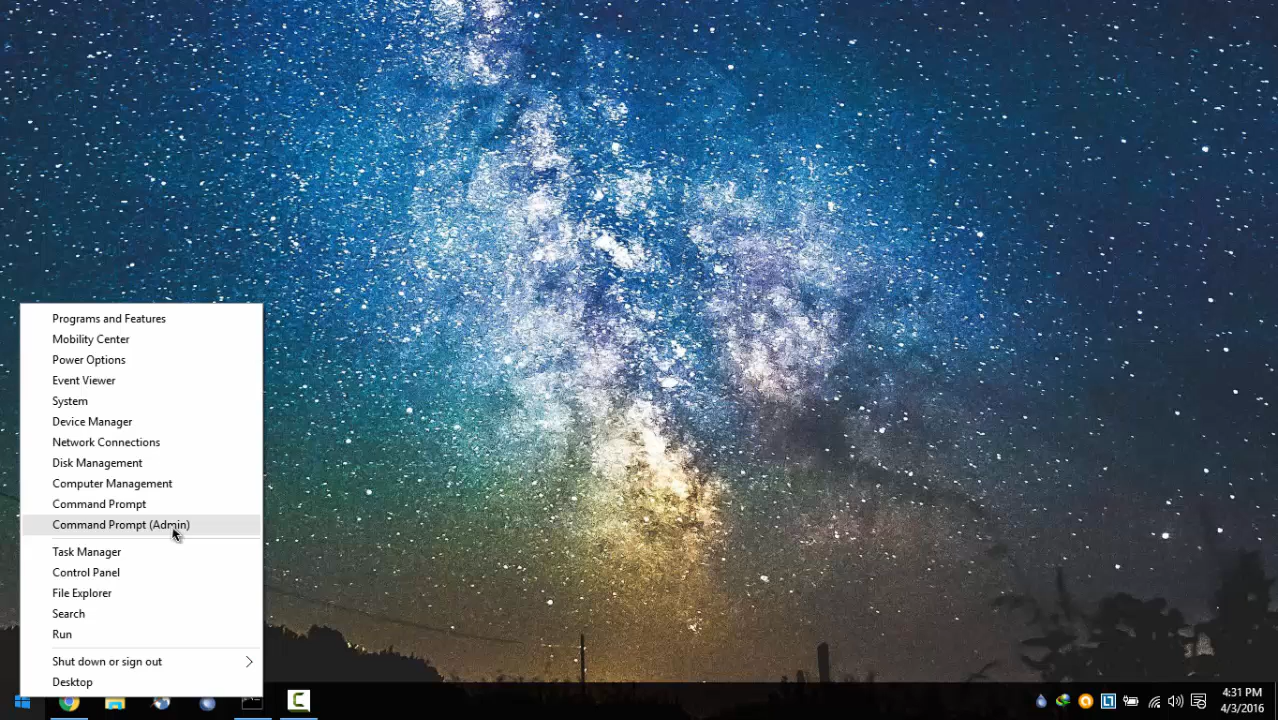 Programs and Features
Mobility Center
Power Options
Event Viewer
System
Device Manager
Network Connections
Disk Management
Computer Management
Command Prompt
Command Prompt (Admin)
Task Manager
Control Panel
File Explorer
Search
Run
Shut down or sign out
Desktop
4:31 PM
4/3/2016